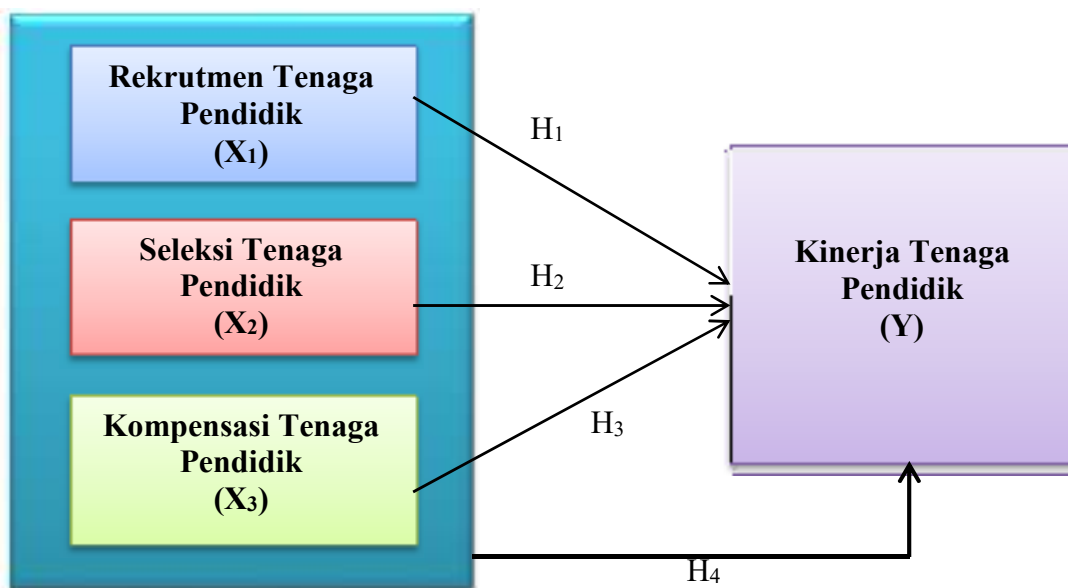 Rekrutmen Tenaga
Pendidik
(X₁)
H₁
Seleksi Tenaga
Pendidik
(X₂)
H₂
Kinerja Tenaga
Pendidik
(Y)
Kompensasi Tenaga
Pendidik
(X₃)
H₃
H₄